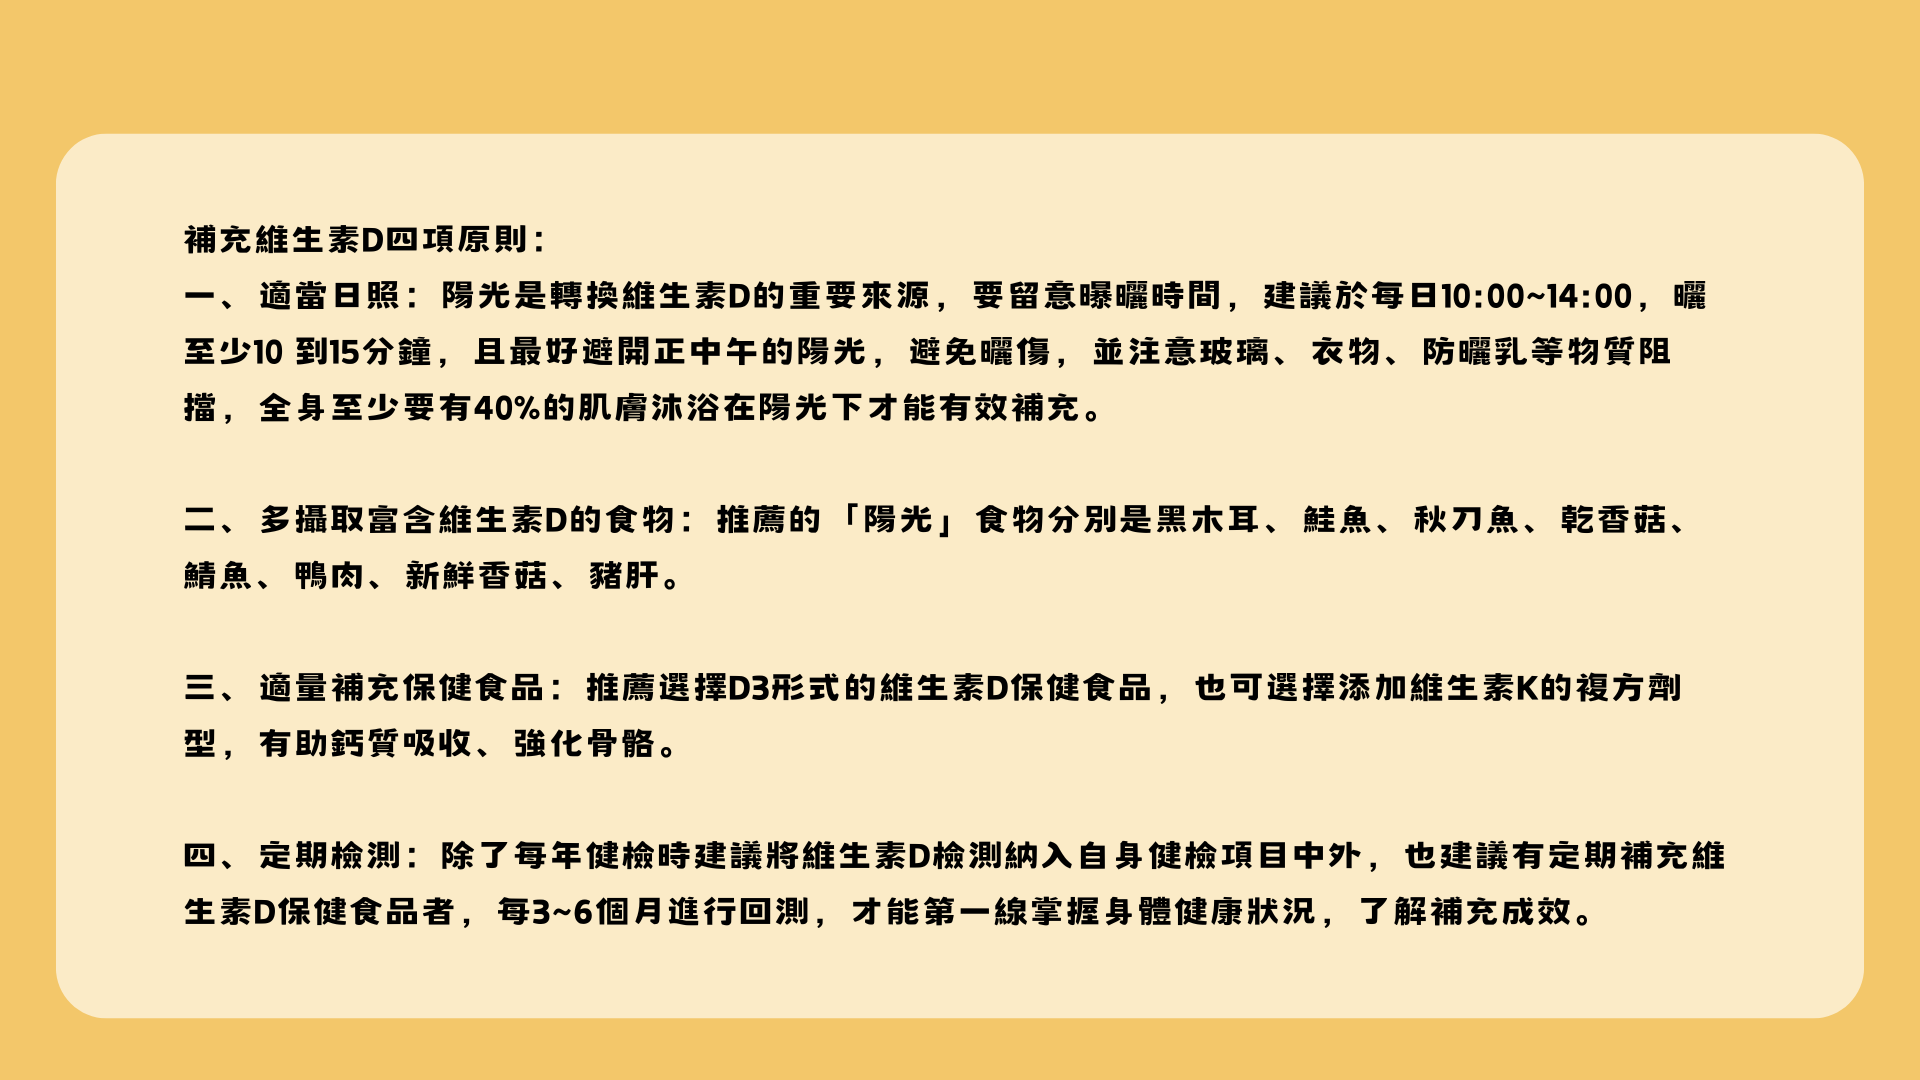 補充維生素D四項原則：
一、適當日照：陽光是轉換維生素D的重要來源，要留意曝曬時間，建議於每日10:00~14:00，曬
至少10 到15分鐘，且最好避開正中午的陽光，避免曬傷，並注意玻璃、衣物、防曬乳等物質阻
擋，全身至少要有40%的肌膚沐浴在陽光下才能有效補充。
二、多攝取富含維生素D的食物：推薦的「陽光」食物分別是黑木耳、鮭魚、秋刀魚、乾香菇、
鯖魚、鴨肉、新鮮香菇、豬肝。
三、適量補充保健食品：推薦選擇D3形式的維生素D保健食品，也可選擇添加維生素K的複方劑
型，有助鈣質吸收、強化骨骼。
四、定期檢測：除了每年健檢時建議將維生素D檢測納入自身健檢項目中外，也建議有定期補充維
生素D保健食品者，每3~6個月進行回測，才能第一線掌握身體健康狀況，了解補充成效。